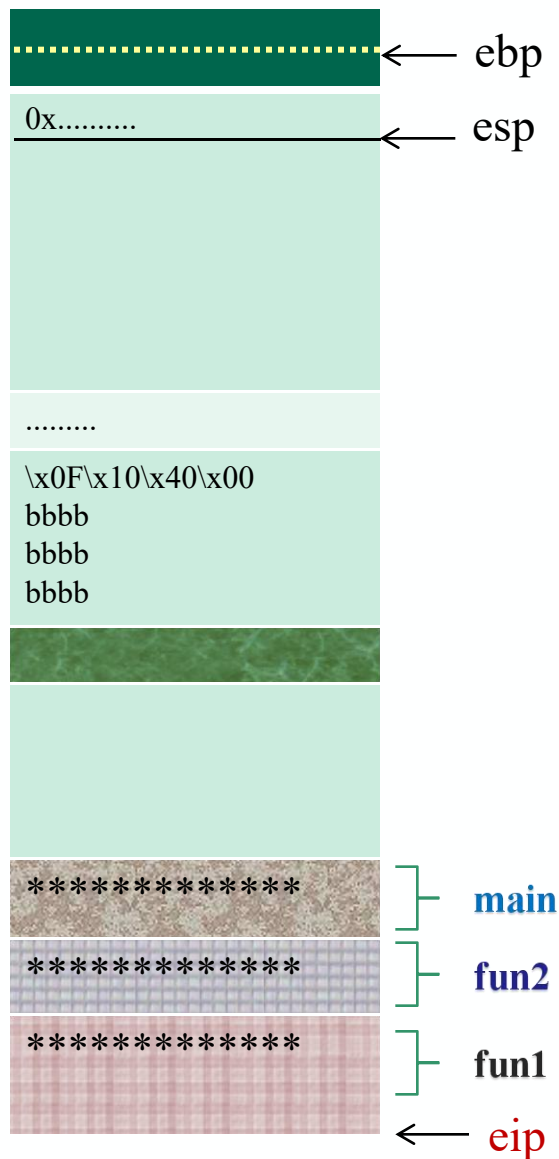 ebp
0x..........
esp
.........
\x0F\x10\x40\x00
bbbb
bbbb
bbbb
*************
main
*************
fun2
*************
fun1
eip